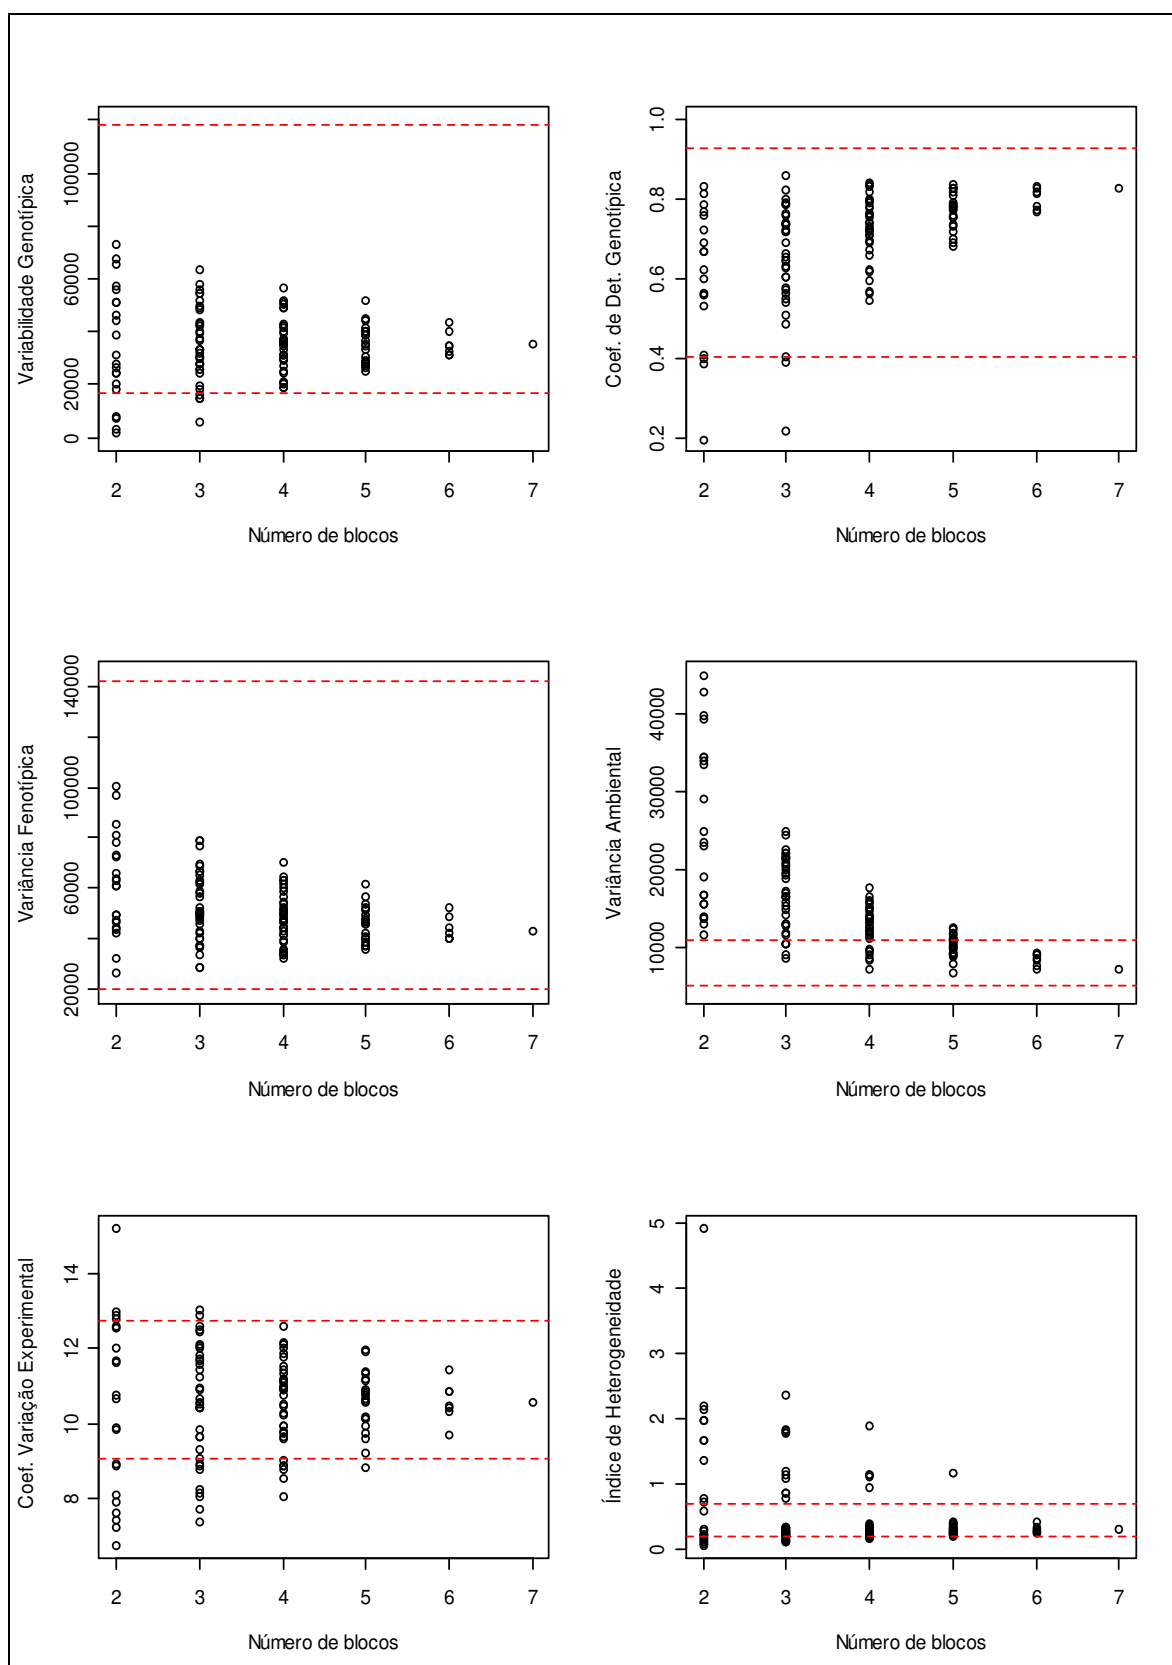 Variabilidade Genotípica
0
20000
60000
100000
2 3 4 5 6 7
Número de blocos
Coef. de Det. Genotípica
0.2
0.4
0.6
0.8
1.0
2 3 4 5 6 7
Número de blocos
Variância Fenotípica
20000
60000
100000
140000
2 3 4 5 6 7
Número de blocos
Variância Ambiental
10000
20000
30000
40000
2 3 4 5 6 7
Número de blocos
Coef. Variação Experimental
8
10
12
14
2 3 4 5 6 7
Número de blocos
Índice de Heterogeneidade
0
1
2
3
4
5
2 3 4 5 6 7
Número de blocos